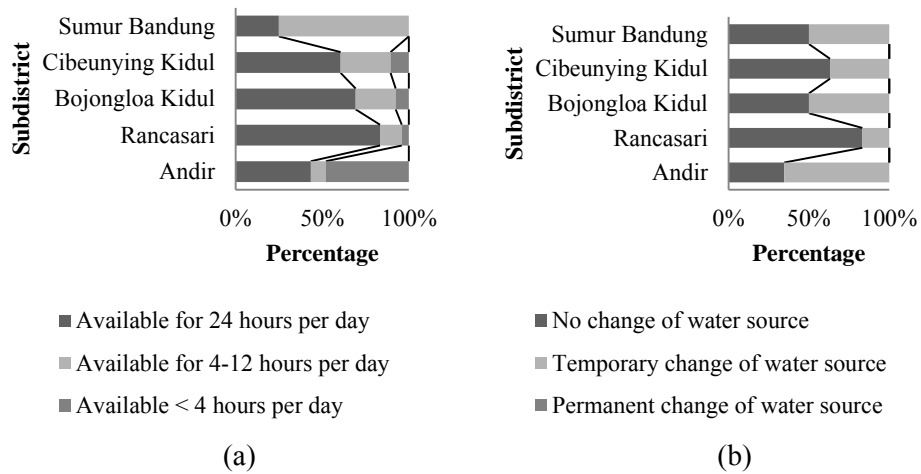 Subdistrict
Sumur Bandung
Cibeunying Kidul
Bojongloa Kidul
Rancasari
Andir
0% 50% 100%
Percentage
Available for 24 hours per day
Available for 4-12 hours per day
Available < 4 hours per day
(a)
Subdistrict
Sumur Bandung
Cibeunying Kidul
Bojongloa Kidul
Rancasari
Andir
0% 50% 100%
Percentage
No change of water source
Temporary change of water source
Permanent change of water source
(b)